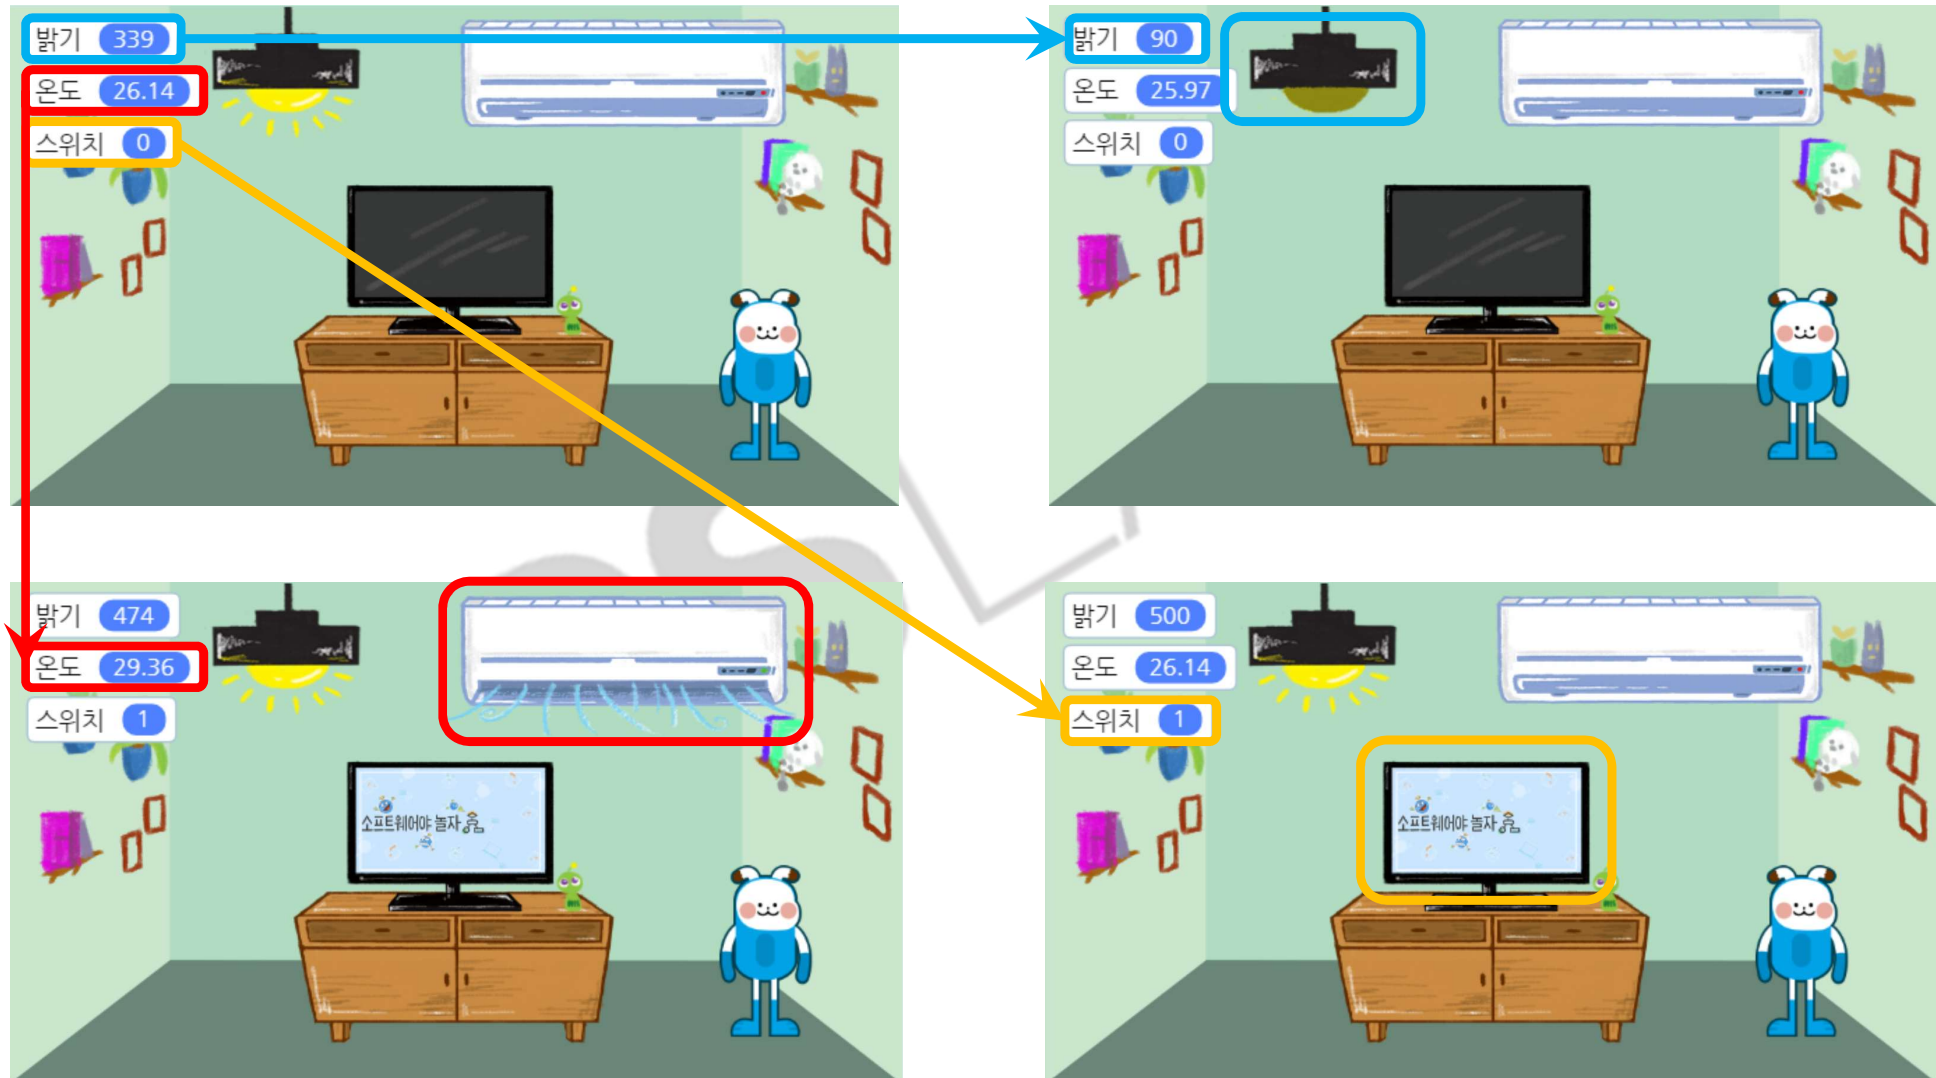 밝기 339
온도 26.14
스위치 0
밝기 90
온도 25.97
스위치 0
밝기 474
온도 29.36
스위치 1
소프트웨어야 놀자
밝기 500
온도 26.14
스위치 1
소프트웨어야 놀자